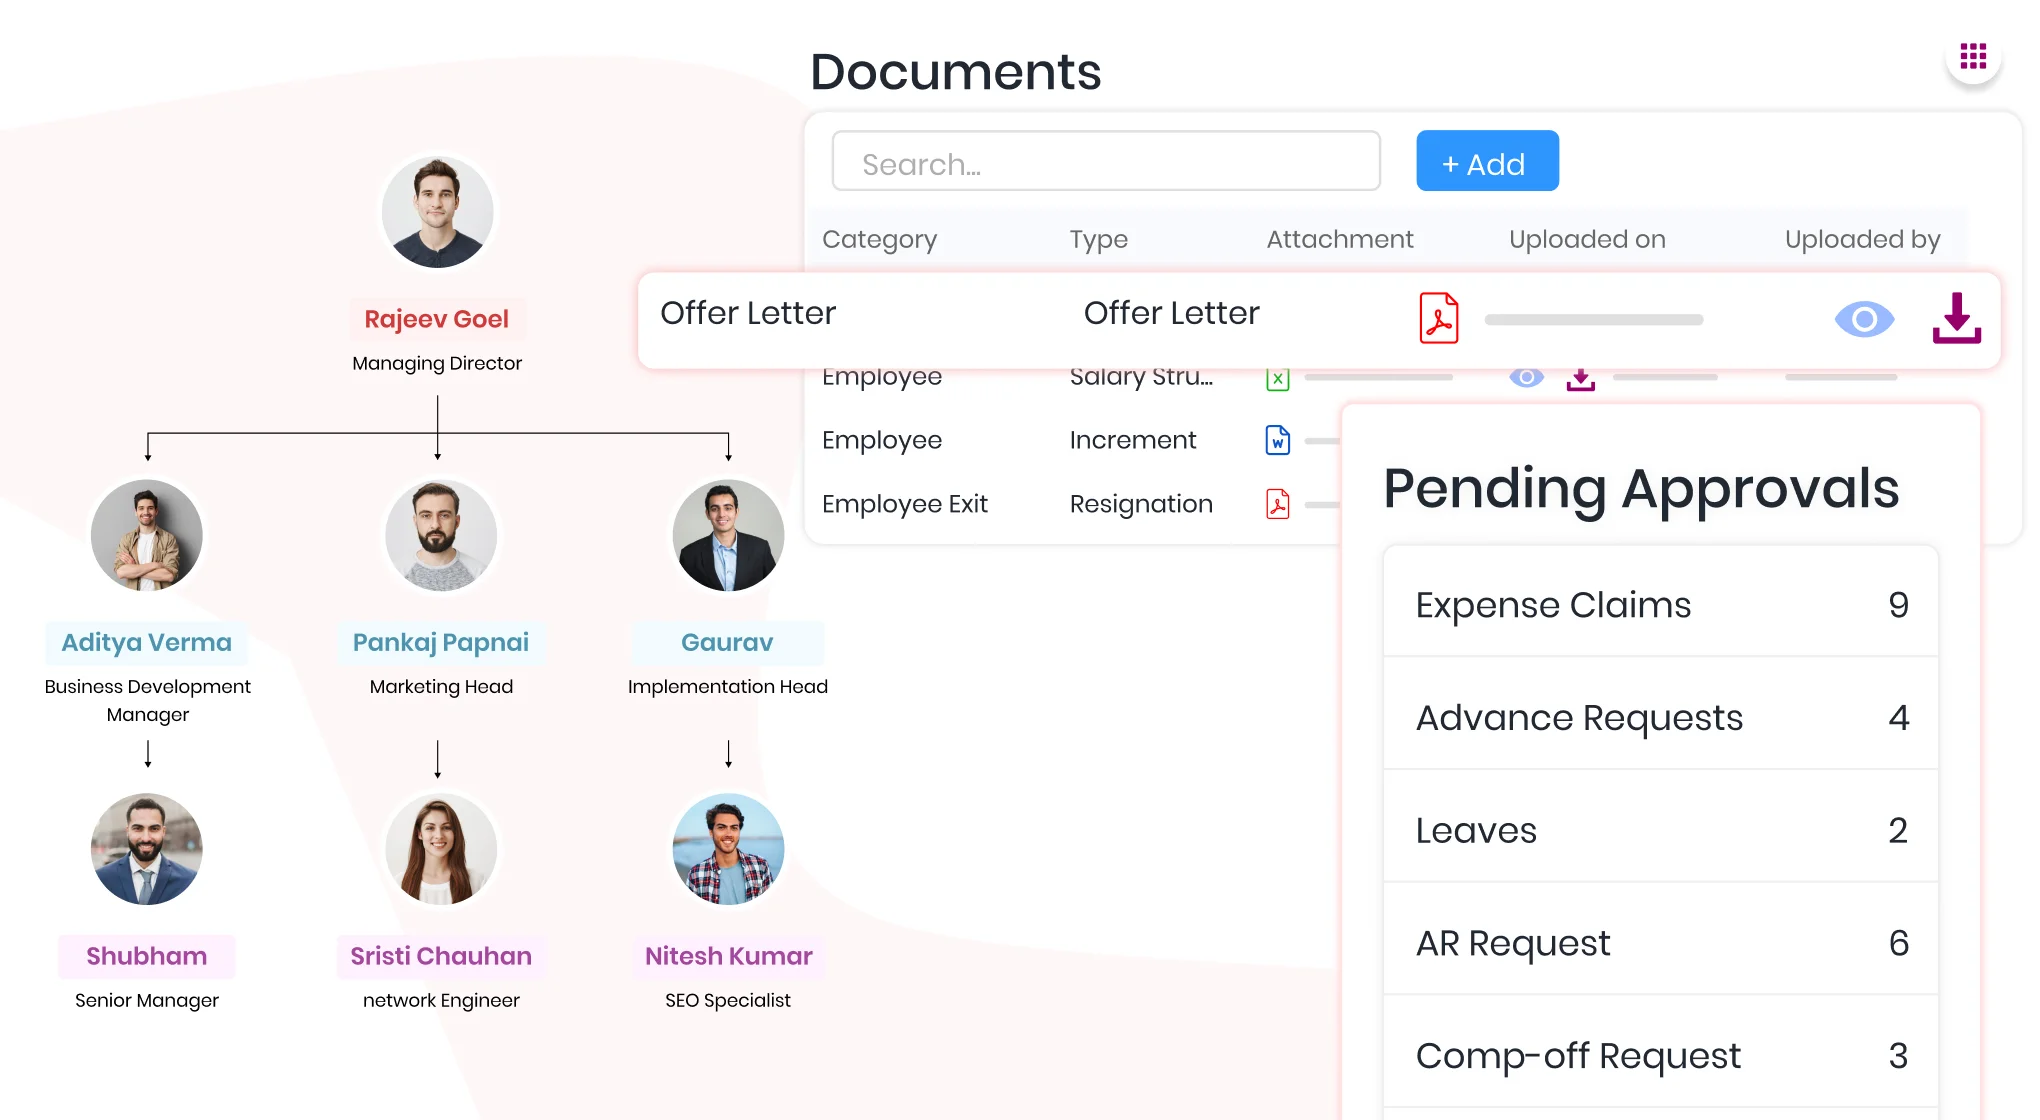 Documents
Search...
+ Add
Category Type Attachment Uploaded on Uploaded by
Offer Letter Offer Letter
Employee Salary Stru...
Employee Increment
Employee Exit Resignation
Rajeev Goel
Managing Director
Aditya Verma
Business Development
Manager
Pankaj Papnai
Marketing Head
Gaurav
Implementation Head
Shubham
Senior Manager
Sristi Chauhan
network Engineer
Nitesh Kumar
SEO Specialist
Pending Approvals
Expense Claims 9
Advance Requests 4
Leaves 2
AR Request 6
Comp-off Request 3